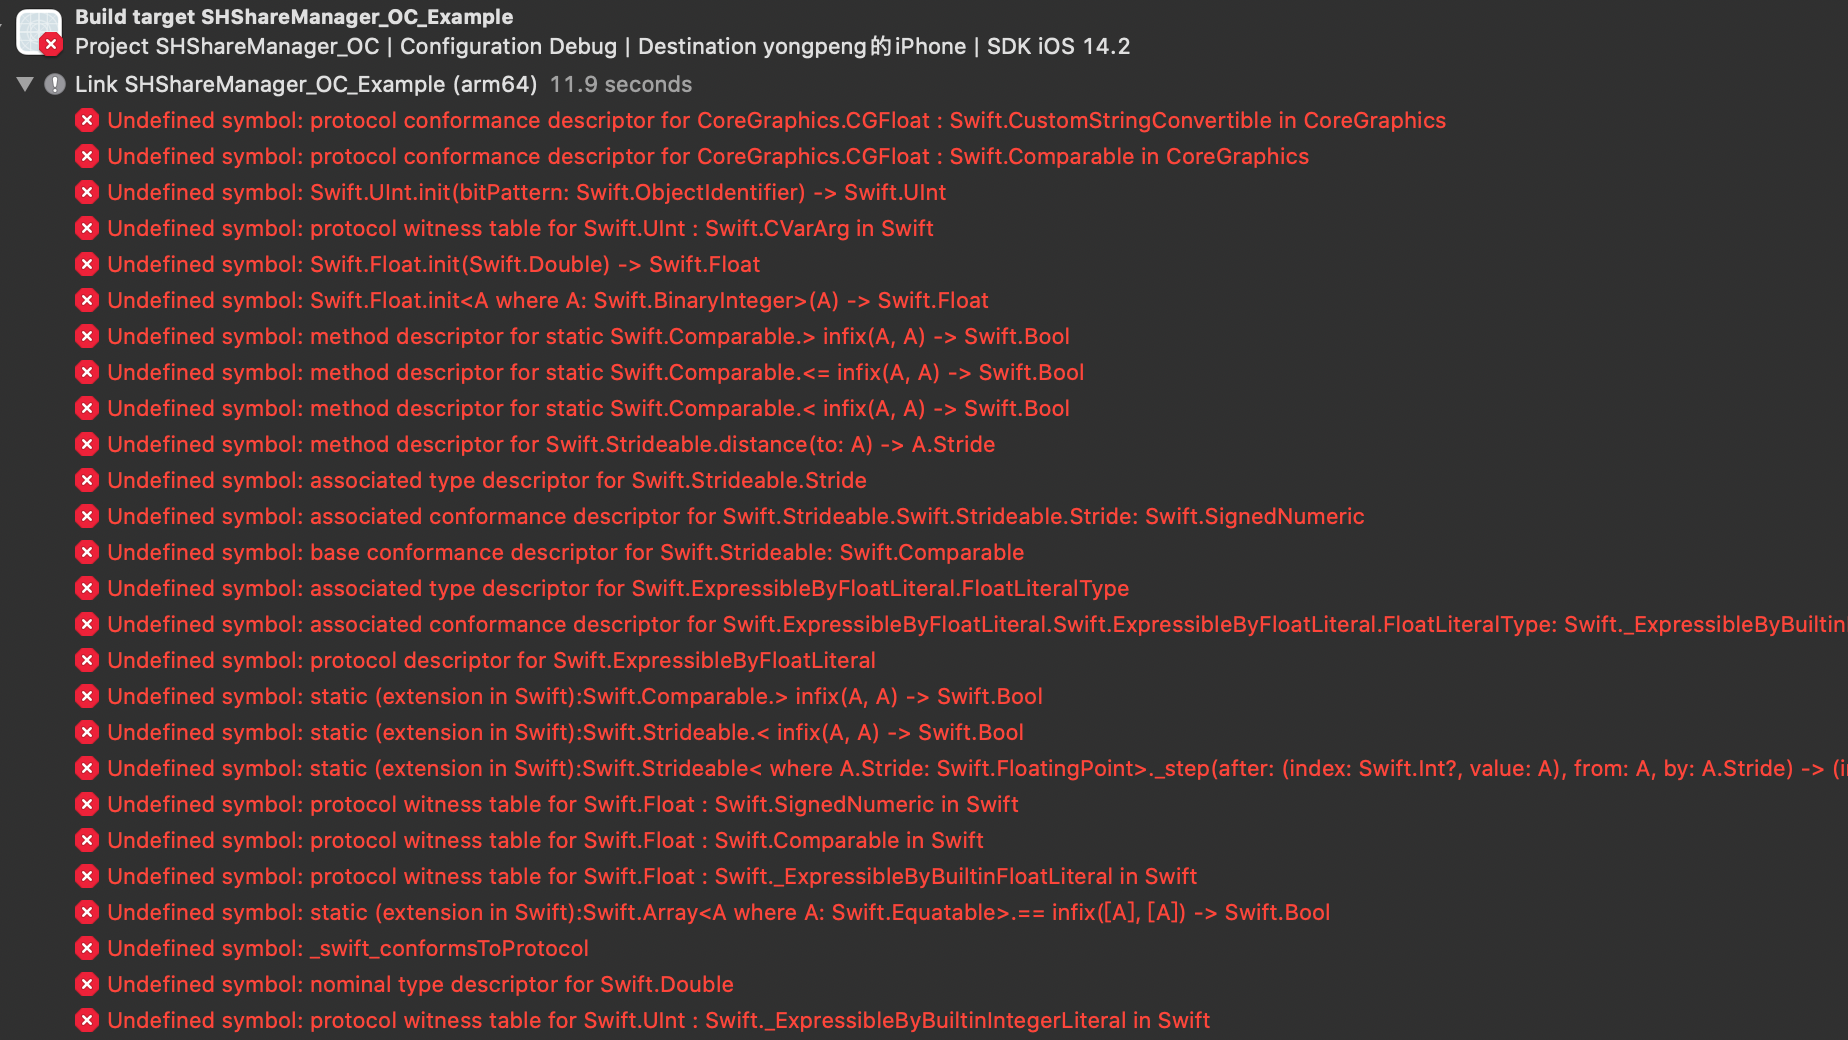 Build target SHShareManager_OC_Example
Project SHShareManager_OC | Configuration Debug | Destination yongpeng的iPhone | SDK iOS 14.2
Link SHShareManager_OC_Example (arm64) 11.9 seconds
Undefined symbol: protocol conformance descriptor for CoreGraphics.CGFloat : Swift.CustomStringConvertible in CoreGraphics
Undefined symbol: protocol conformance descriptor for CoreGraphics.CGFloat : Swift.Comparable in CoreGraphics
Undefined symbol: Swift.UInt.init(bitPattern: Swift.ObjectIdentifier) -> Swift.UInt
Undefined symbol: protocol witness table for Swift.UInt : Swift.CVarArg in Swift
Undefined symbol: Swift.Float.init(Swift.Double) -> Swift.Float
Undefined symbol: Swift.Float.init<A where A: Swift.BinaryInteger>(A) -> Swift.Float
Undefined symbol: method descriptor for static Swift.Comparable.> infix(A, A) -> Swift.Bool
Undefined symbol: method descriptor for static Swift.Comparable.<= infix(A, A) -> Swift.Bool
Undefined symbol: method descriptor for static Swift.Comparable.< infix(A, A) -> Swift.Bool
Undefined symbol: method descriptor for Swift.Strideable.distance(to: A) -> A.Stride
Undefined symbol: associated type descriptor for Swift.Strideable.Stride
Undefined symbol: associated conformance descriptor for Swift.Strideable.Swift.Strideable.Stride: Swift.SignedNumeric
Undefined symbol: base conformance descriptor for Swift.Strideable: Swift.Comparable
Undefined symbol: associated type descriptor for Swift.ExpressibleByFloatLiteral.FloatLiteralType
Undefined symbol: associated conformance descriptor for Swift.ExpressibleByFloatLiteral.Swift.ExpressibleByFloatLiteral.FloatLiteralType: Swift._ExpressibleByBuiltin
Undefined symbol: protocol descriptor for Swift.ExpressibleByFloatLiteral
Undefined symbol: static (extension in Swift):Swift.Comparable.> infix(A, A) -> Swift.Bool
Undefined symbol: static (extension in Swift):Swift.Strideable.< infix(A, A) -> Swift.Bool
Undefined symbol: static (extension in Swift):Swift.Strideable< where A.Stride: Swift.FloatingPoint>._step(after: (index: Swift.Int?, value: A), from: A, by: A.Stride) -> (i
Undefined symbol: protocol witness table for Swift.Float : Swift.SignedNumeric in Swift
Undefined symbol: protocol witness table for Swift.Float : Swift.Comparable in Swift
Undefined symbol: protocol witness table for Swift.Float : Swift._ExpressibleByBuiltinFloatLiteral in Swift
Undefined symbol: static (extension in Swift):Swift.Array<A where A: Swift.Equatable>.== infix([A], [A]) -> Swift.Bool
Undefined symbol: _swift_conformsToProtocol
Undefined symbol: nominal type descriptor for Swift.Double
Undefined symbol: protocol witness table for Swift.UInt : Swift._ExpressibleByBuiltinIntegerLiteral in Swift